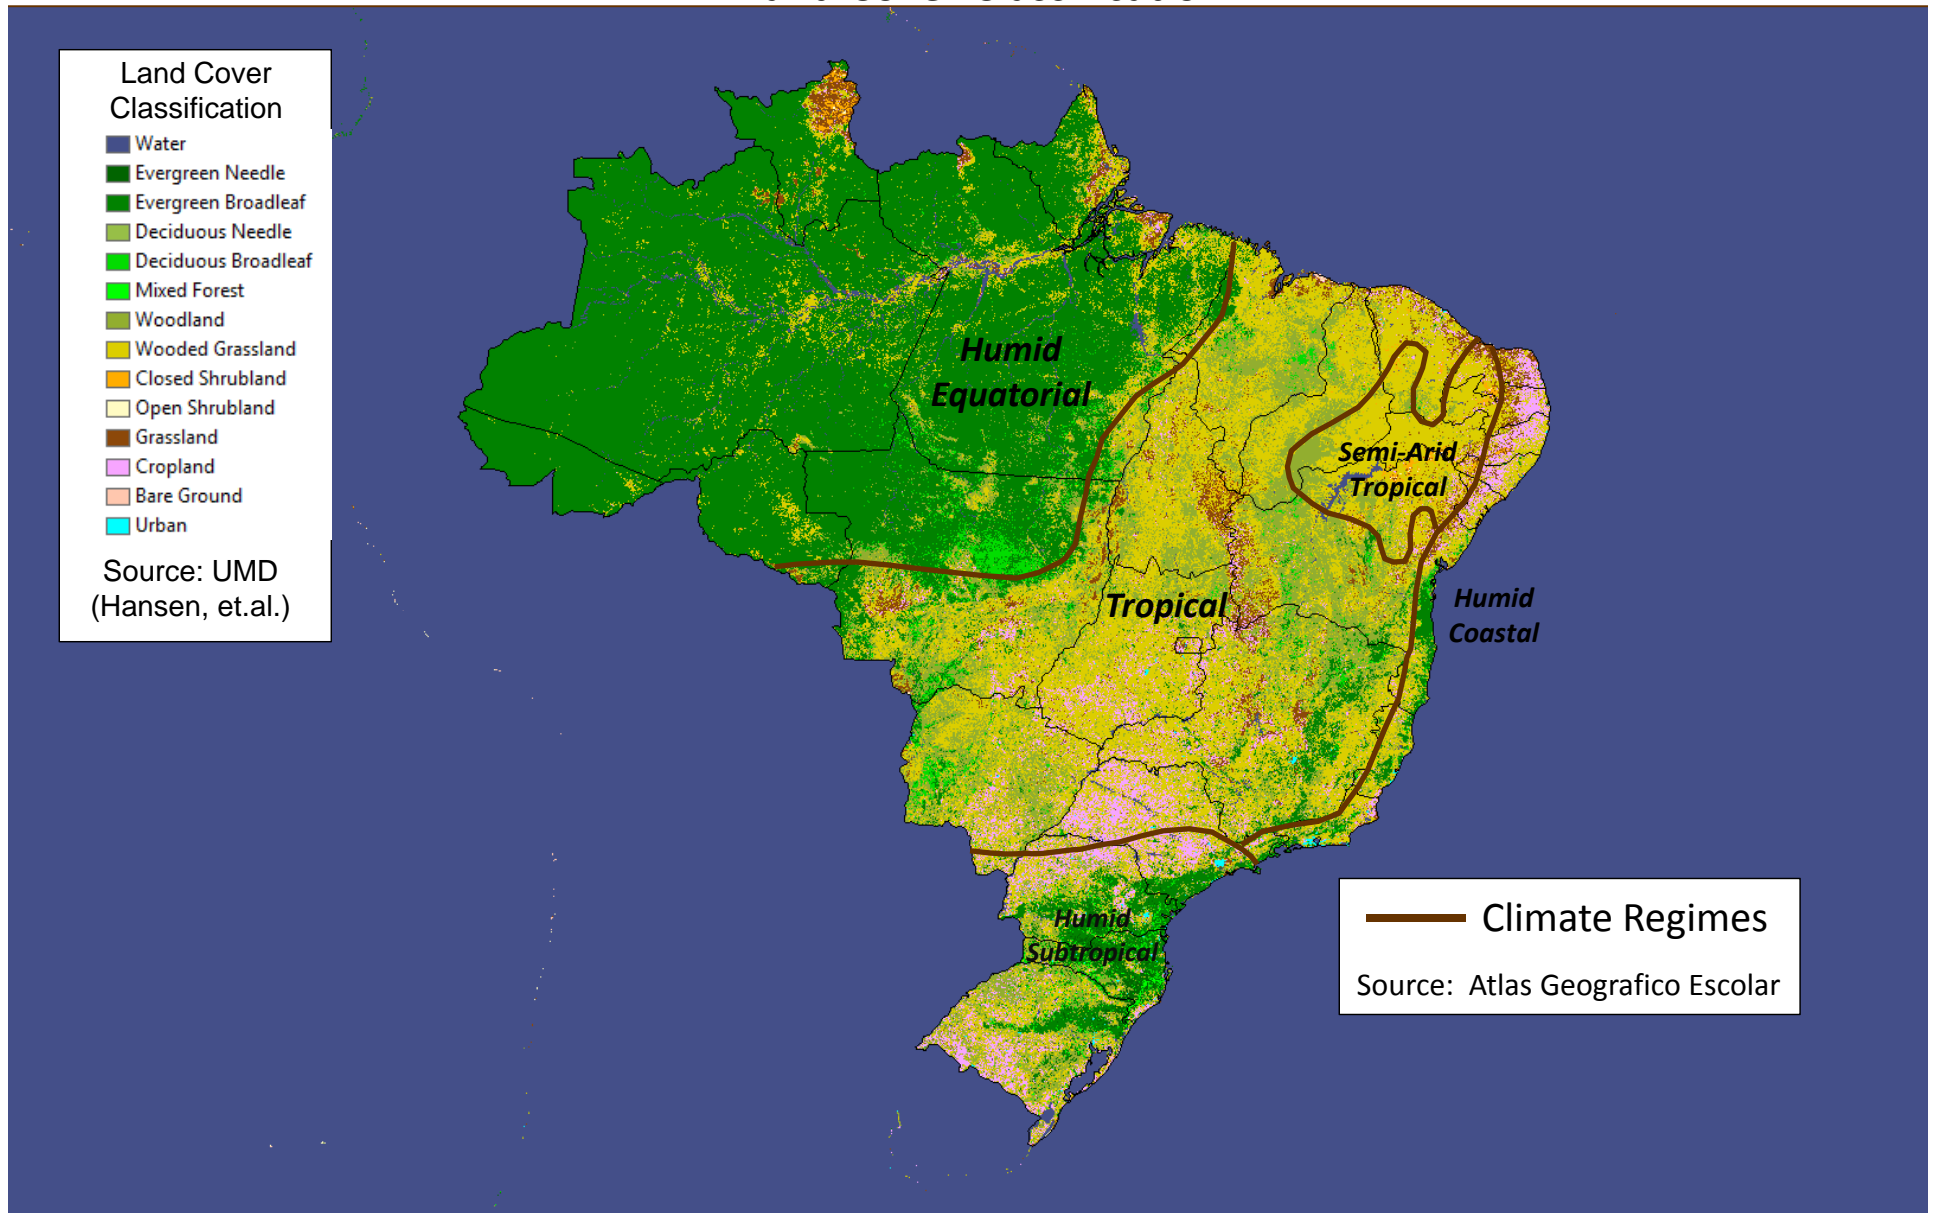 Land Cover
Classification
Water
Evergreen Needle
Evergreen Broadleaf
Deciduous Needle
Deciduous Broadleaf
Mixed Forest
Woodland
Wooded Grassland
Closed Shrubland
Open Shrubland
Grassland
Cropland
Bare Ground
Urban
Source: UMD
(Hansen, et.al.)
Humid
Equatorial
Semi-Arid
Tropical
Tropical
Humid
Coastal
Humid
Subtropical
Climate Regimes
Source: Atlas Geografico Escolar